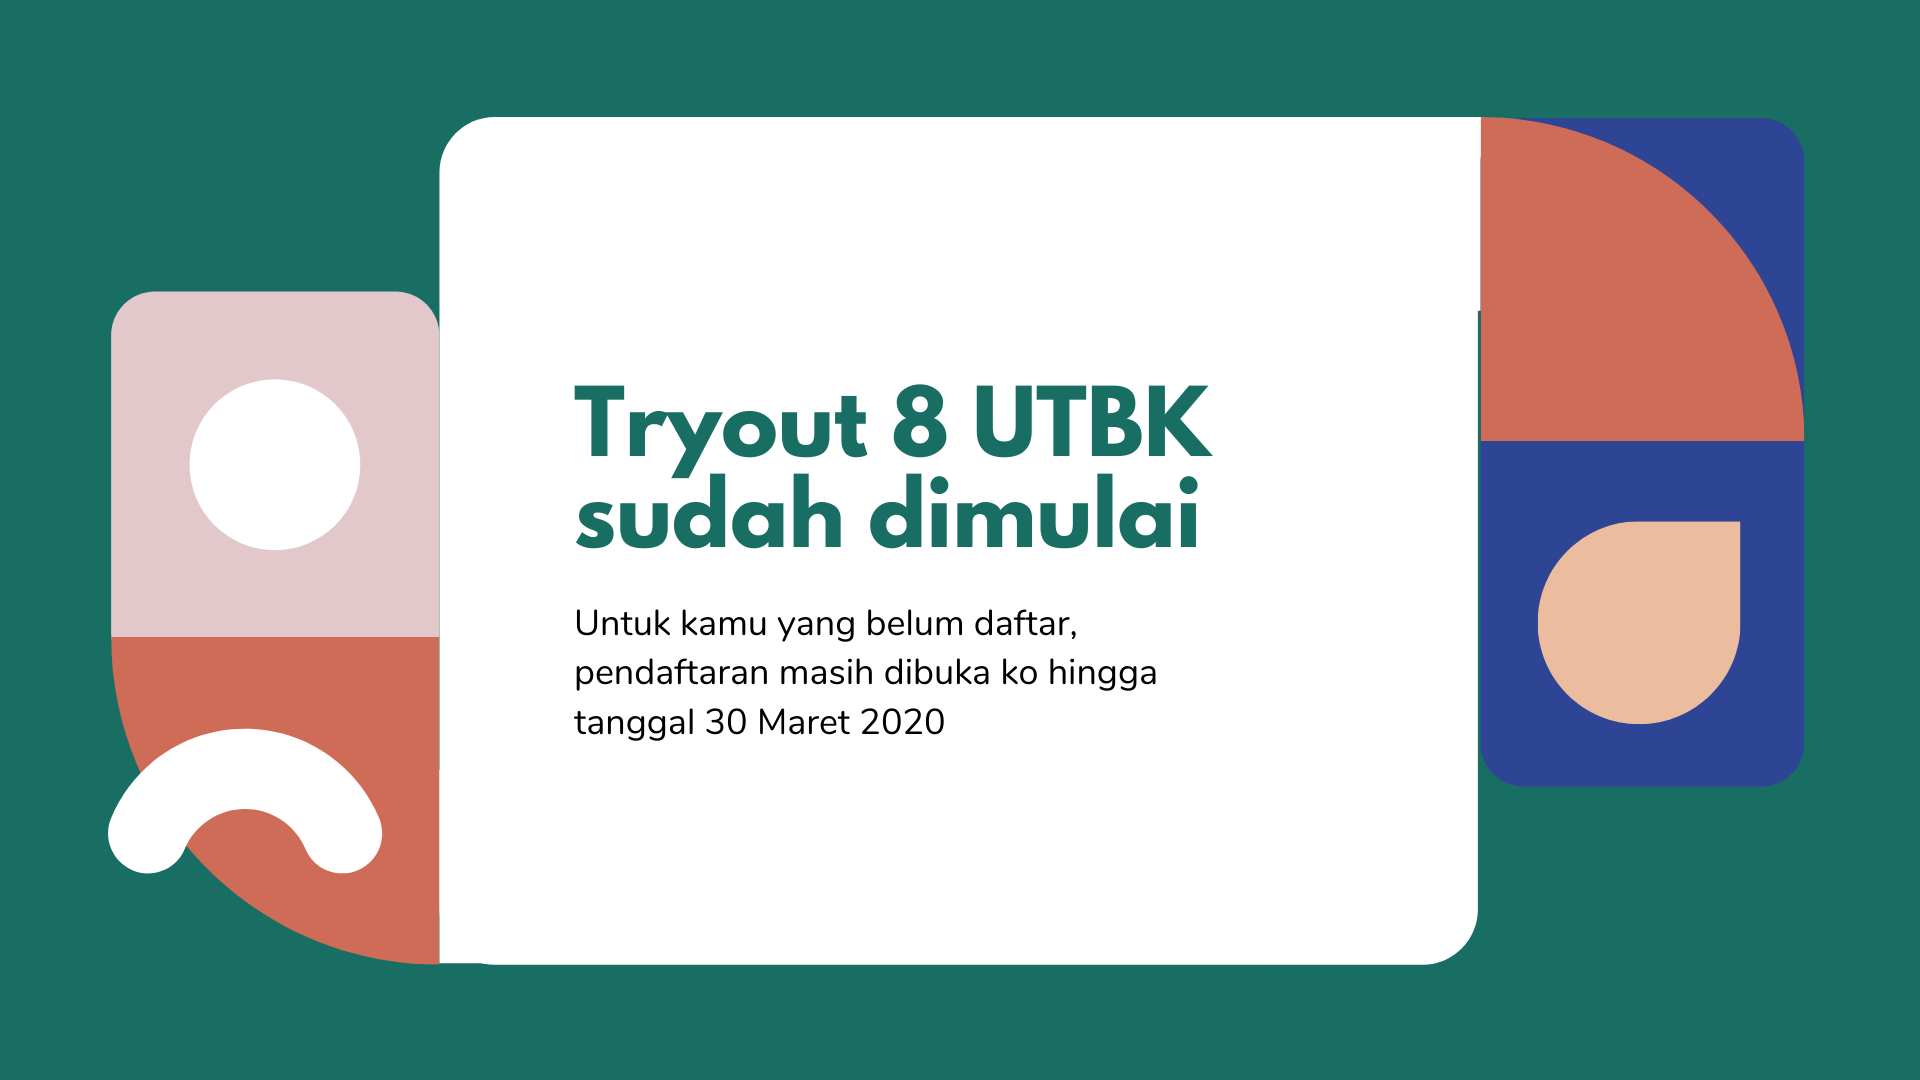 Tryout 8 UTBK
sudah dimulai
Untuk kamu yang belum daftar,
pendaftaran masih dibuka ko hingga
tanggal 30 Maret 2020